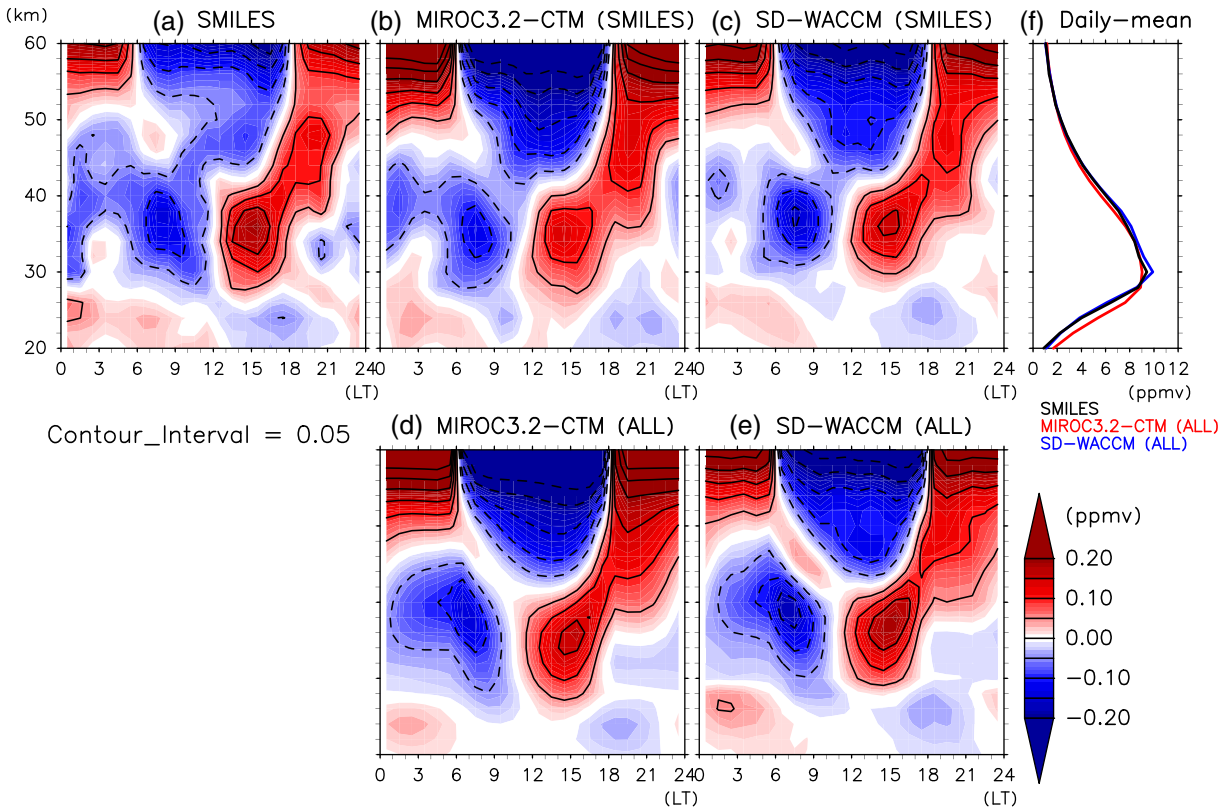 (km) (a) SMILES (b) MIROC3.2−CTM (SMILES) (c) SD−WACCM (SMILES) (f) Daily−mean
60
50
40
30
20
0 3 6 9 12 15 18 21 24 0 3 6 9 12 15 18 21 24 0 3 6 9 12 15 18 21 24 0 2 4 6 8 10 12
(LT) (LT) (LT) (ppmv)
SMILES
MIROC3.2−CTM (ALL)
SD−WACCM (ALL)
Contour_Interval = 0.05 (d) MIROC3.2−CTM (ALL) (e) SD−WACCM (ALL)
(ppmv)
0.20
0.10
0.00
−0.10
−0.20
0 3 6 9 12 15 18 21 24 0 3 6 9 12 15 18 21 24
(LT) (LT)